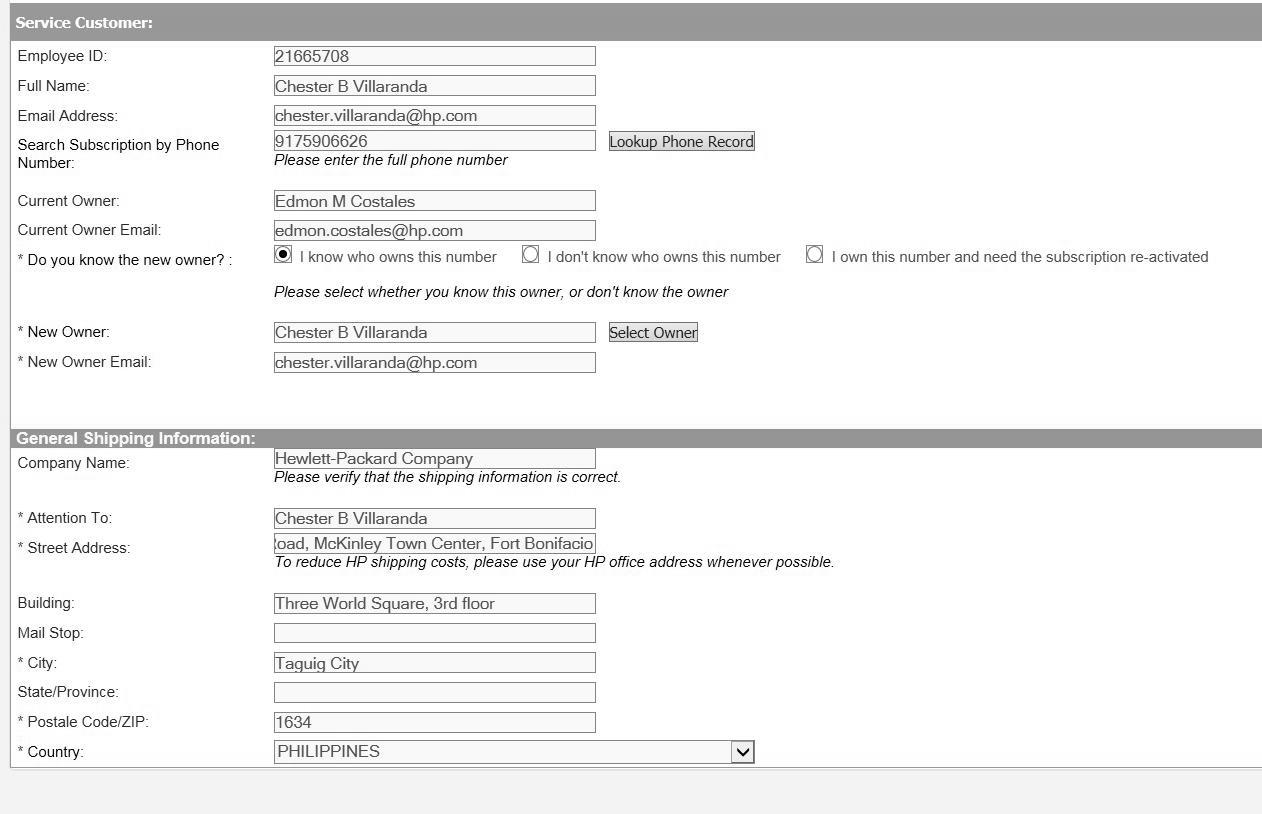 Service Customer:
Employee ID: 21665708
Full Name: Chester B Villaranda
Email Address: chester.villaranda@hp.com
Search Subscription by Phone Number: 9175906626 Lookup Phone Record
Please enter the full phone number
Current Owner: Edmon M Costales
Current Owner Email: edmon.costales@hp.com
* Do you know the new owner? : I know who owns this number I don't know who owns this number I own this number and need the subscription re-activated
Please select whether you know this owner, or don't know the owner
* New Owner: Chester B Villaranda Select Owner
* New Owner Email: chester.villaranda@hp.com
General Shipping Information:
Company Name: Hewlett-Packard Company
Please verify that the shipping information is correct.
* Attention To: Chester B Villaranda
* Street Address: oad, McKinley Town Center, Fort Bonifacio
To reduce HP shipping costs, please use your HP office address whenever possible.
Building: Three World Square, 3rd floor
Mail Stop:
* City: Taguig City
State/Province:
* Postale Code/ZIP: 1634
* Country: PHILIPPINES